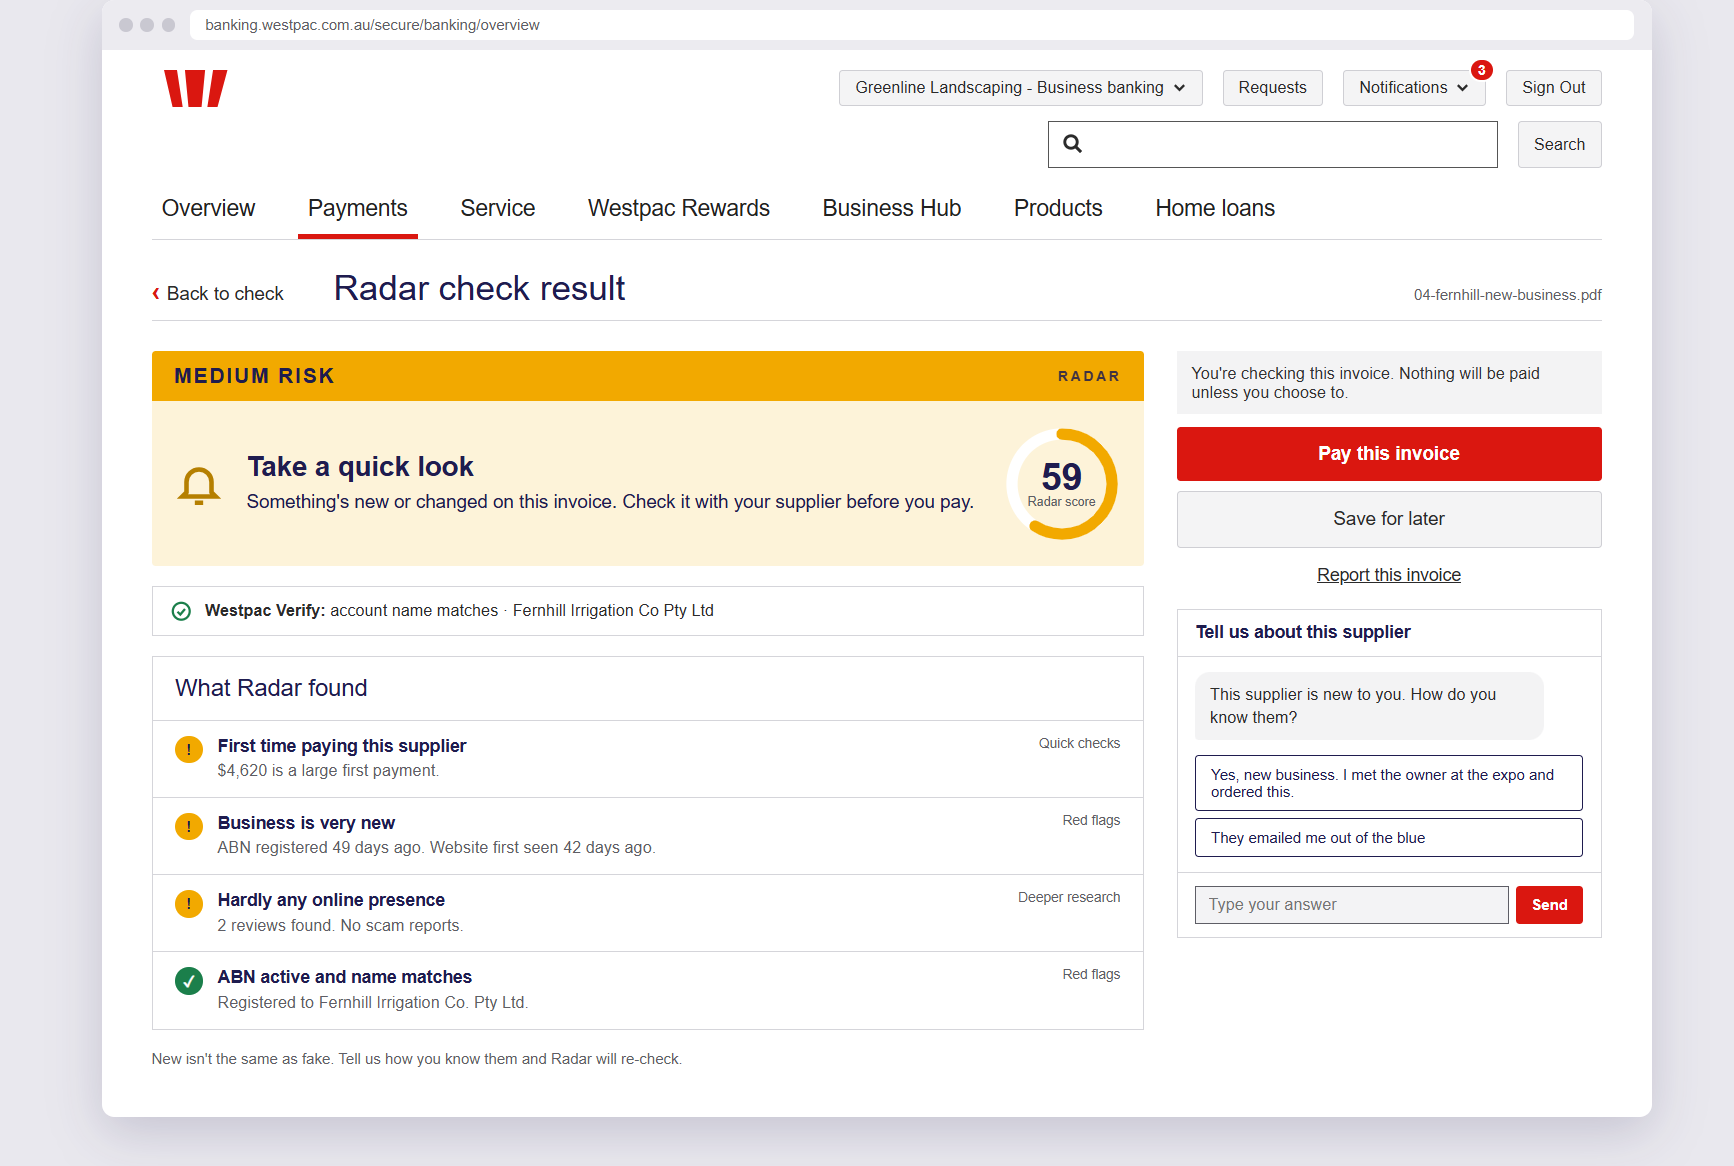 banking.westpac.com.au/secure/banking/overview
Greenline Landscaping - Business banking
Requests
Notifications
3
Sign Out
Search
Overview
Payments
Service
Westpac Rewards
Business Hub
Products
Home loans
Back to check
Radar check result
04-fernhill-new-business.pdf
MEDIUM RISK
RADAR
Take a quick look
Something's new or changed on this invoice. Check it with your supplier before you pay.
59
Radar score
Westpac Verify: account name matches · Fernhill Irrigation Co Pty Ltd
What Radar found
First time paying this supplier
Quick checks
$4,620 is a large first payment.
Business is very new
Red flags
ABN registered 49 days ago. Website first seen 42 days ago.
Hardly any online presence
Deeper research
2 reviews found. No scam reports.
ABN active and name matches
Red flags
Registered to Fernhill Irrigation Co. Pty Ltd.
New isn't the same as fake. Tell us how you know them and Radar will re-check.
You're checking this invoice. Nothing will be paid
unless you choose to.
Pay this invoice
Save for later
Report this invoice
Tell us about this supplier
This supplier is new to you. How do you
know them?
Yes, new business. I met the owner at the expo and
ordered this.
They emailed me out of the blue
Type your answer
Send